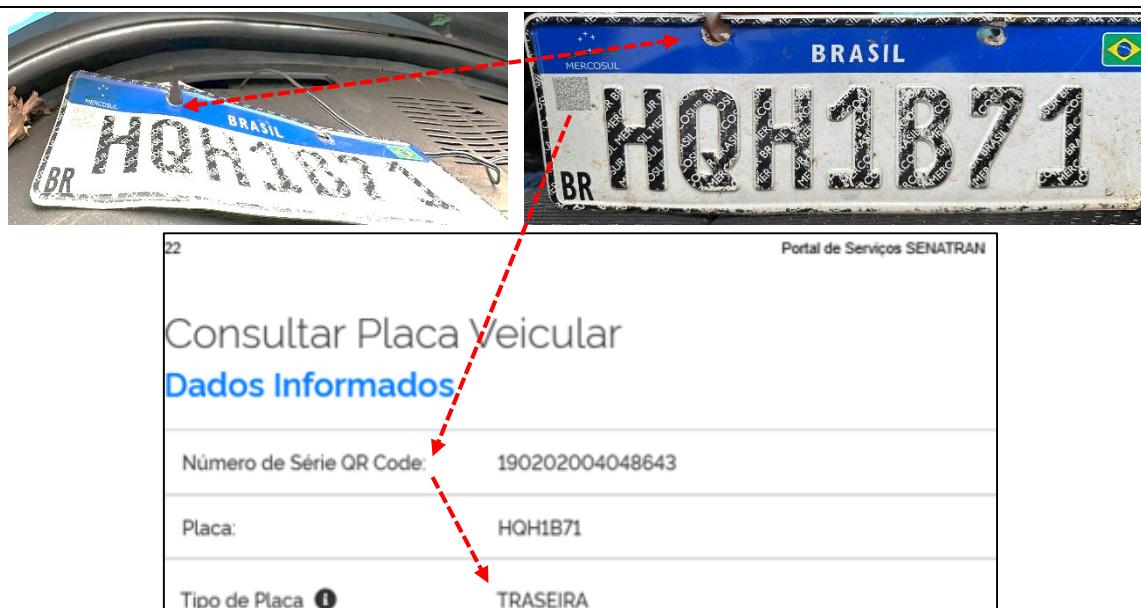 MERCOSUL
BRASIL
HQH1B71
BR
MERCOSUL
BRASIL
HQH1B71
BR
22 Portal de Serviços SENATRAN
Consultar Placa Veicular
Dados Informados
Número de Série QR Code: 190202004048643
Placa: HQH1B71
Tipo de Placa TRASEIRA